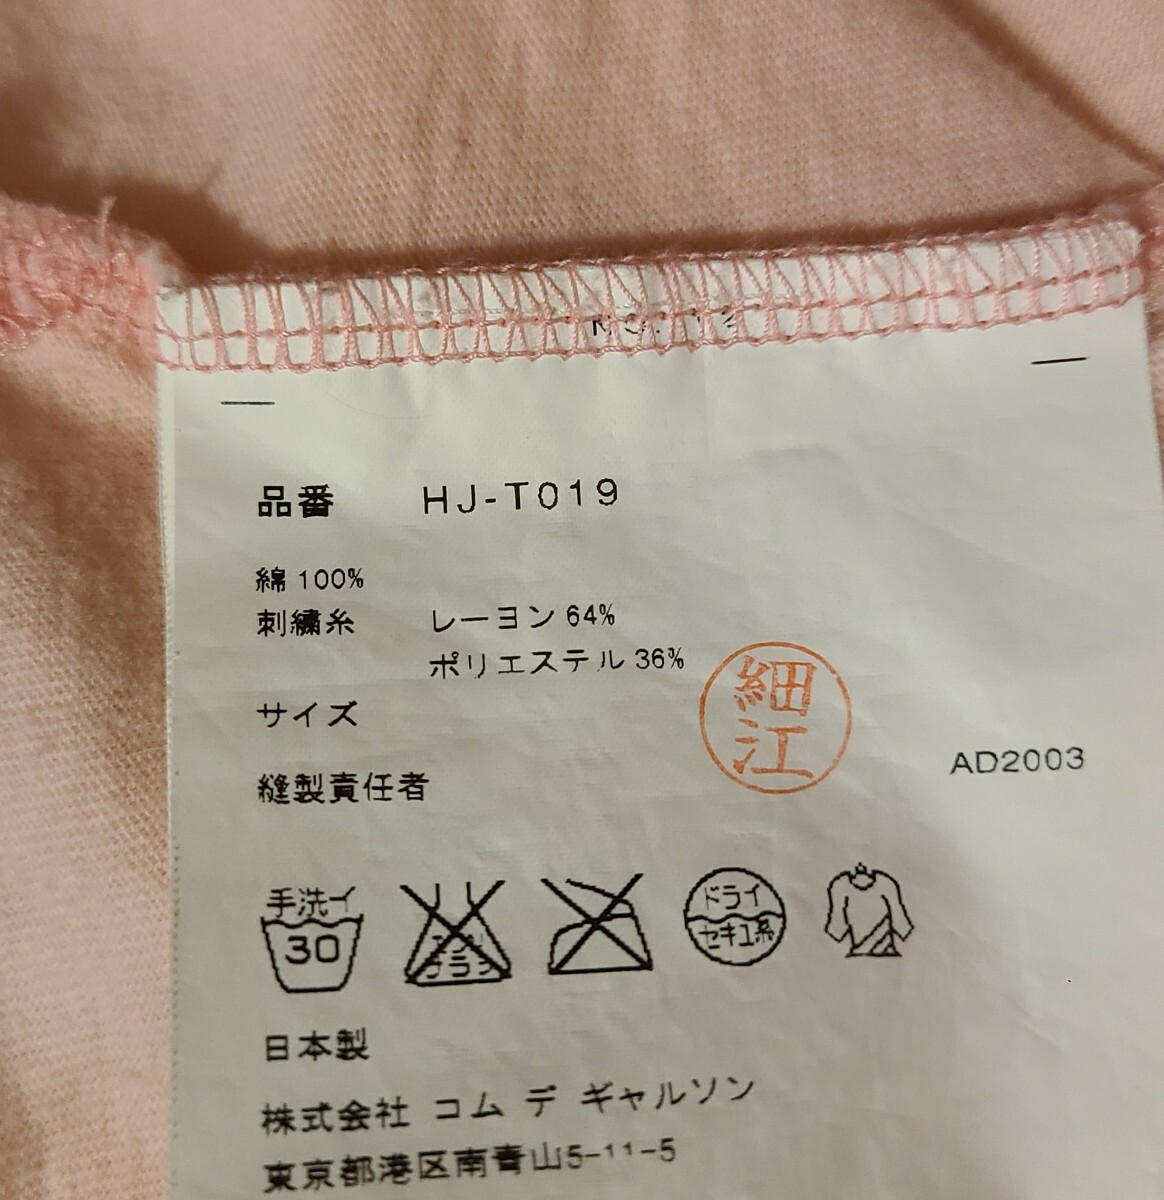 品番 HJ-T019
綿 100%
刺繍糸 レーヨン 64%
ポリエステル 36%
サイズ
細江
縫製責任者
AD2003
手洗イ
30
ドライ
セキユ系
日本製
株式会社 コム デ ギャルソン
東京都港区南青山5-11-5